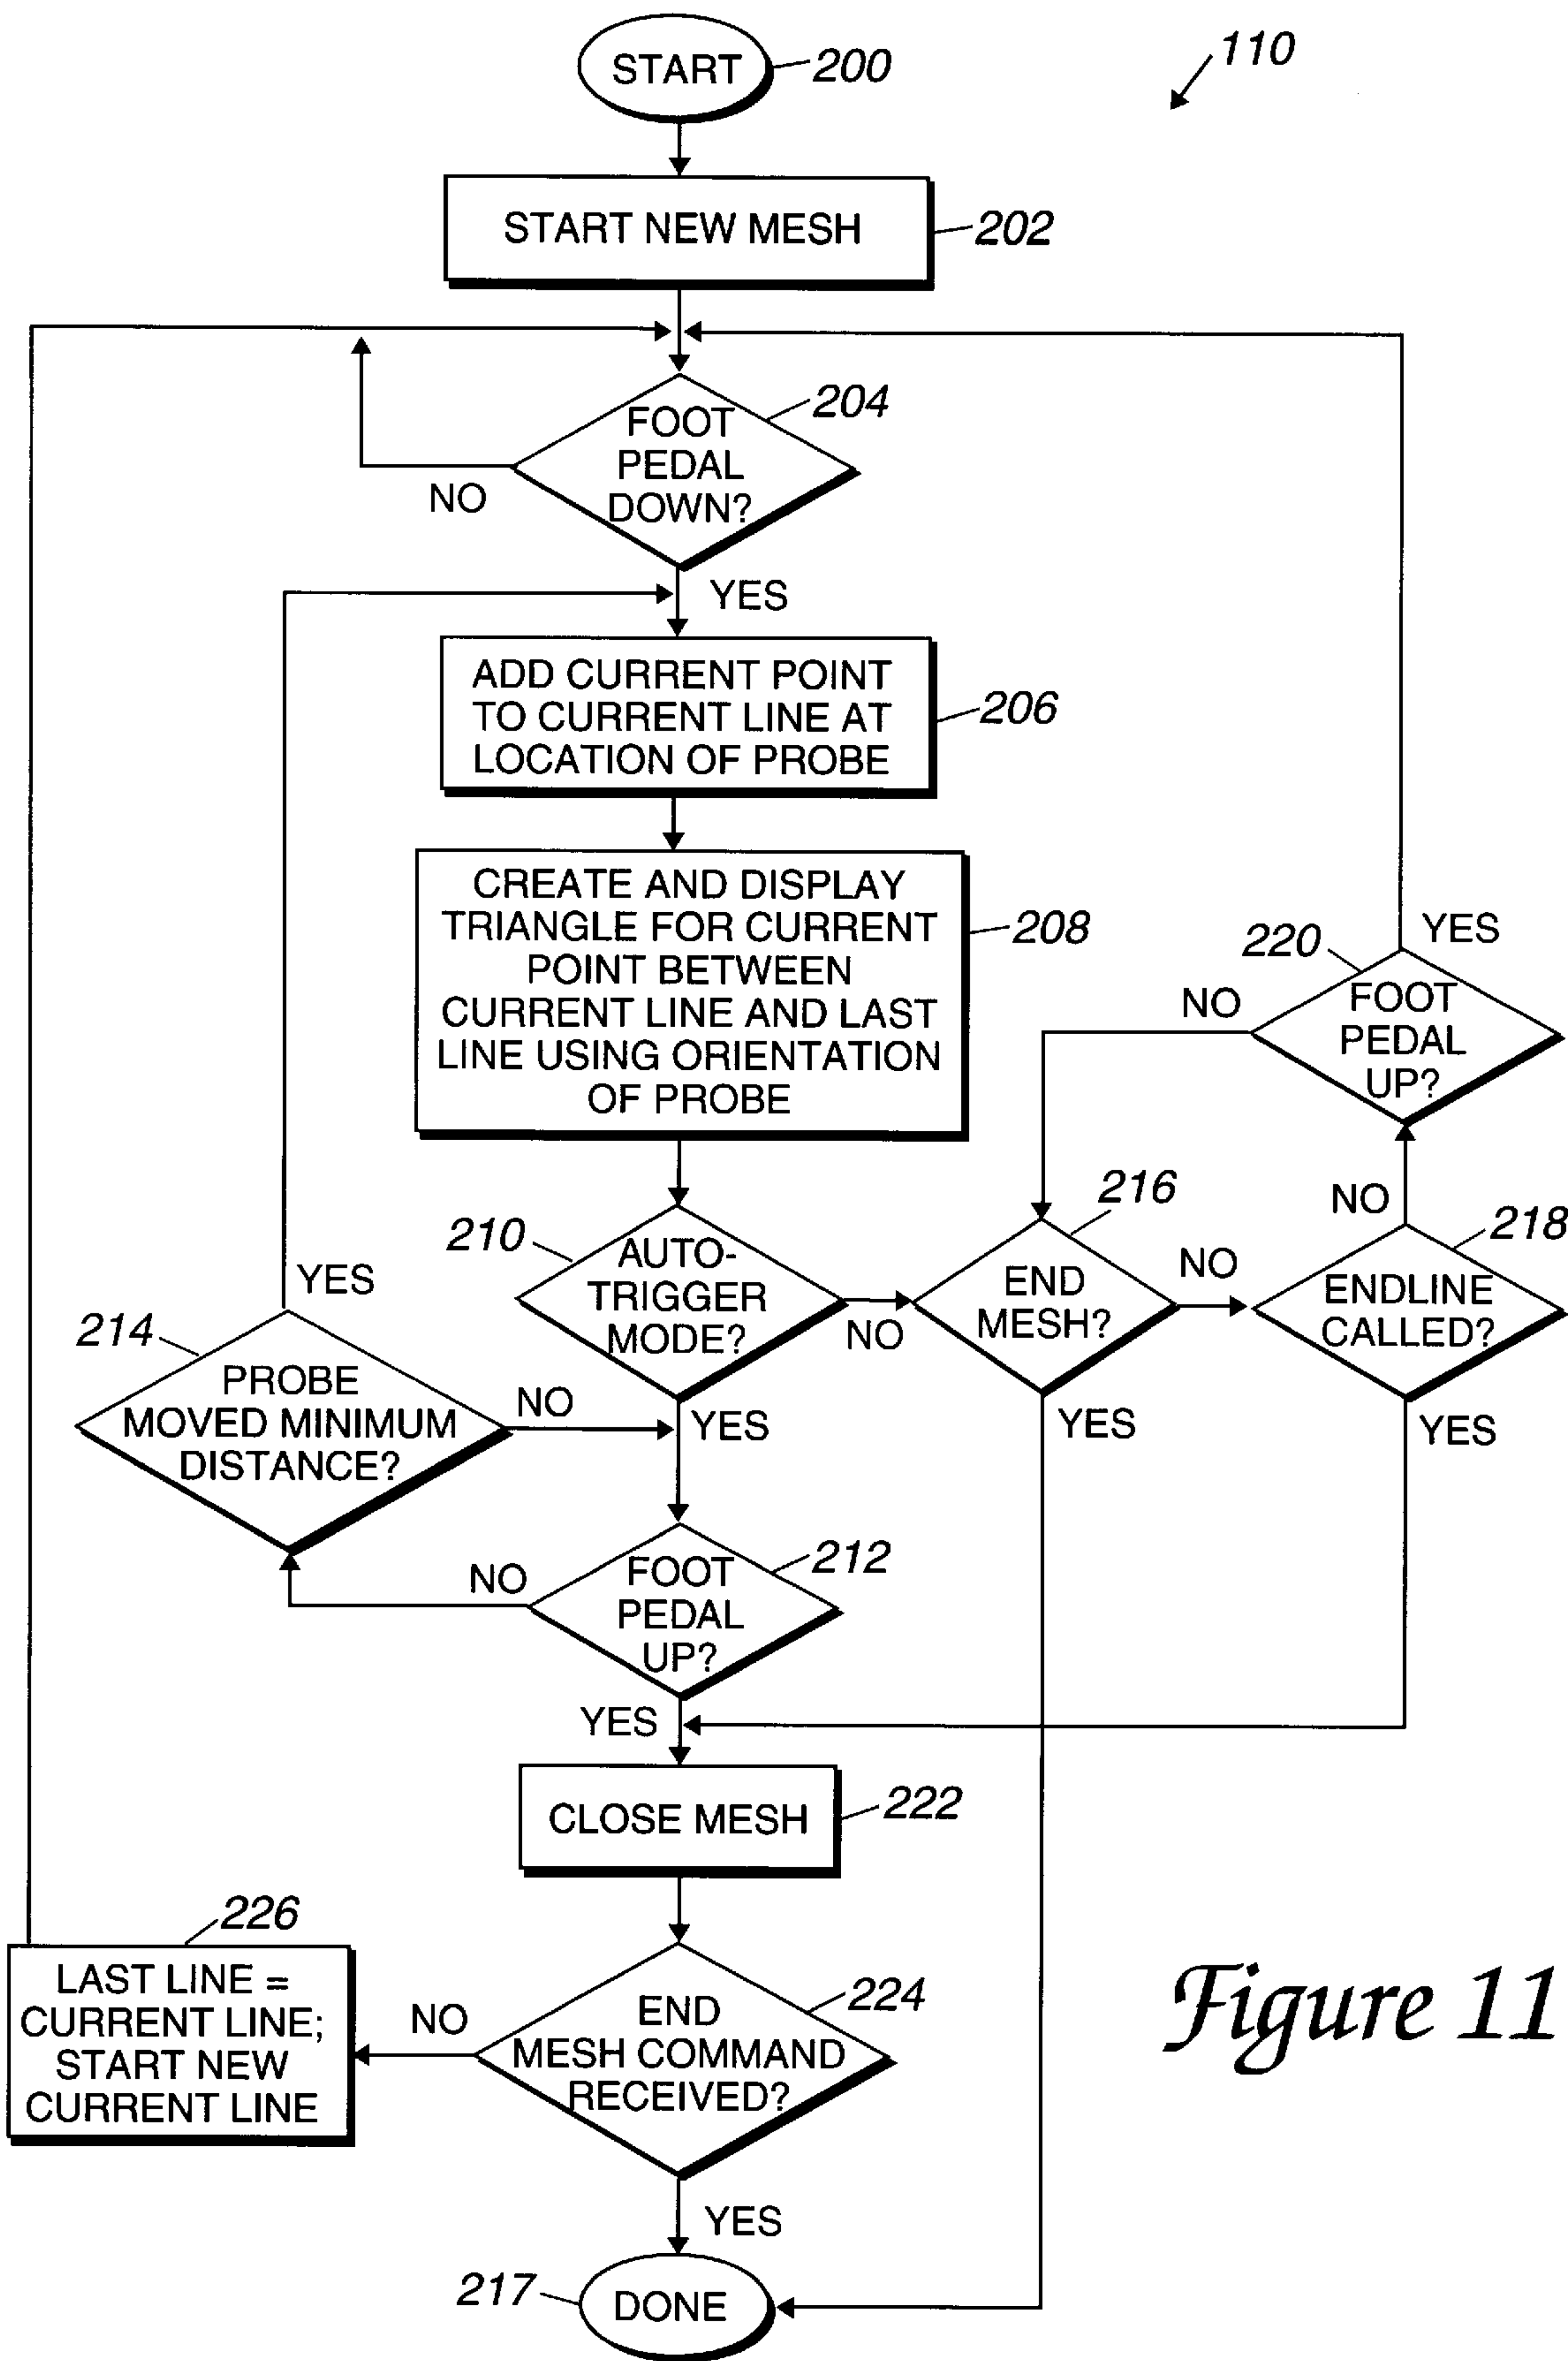 START
200
110
START NEW MESH
202
FOOT
PEDAL
DOWN?
204
NO
YES
ADD CURRENT POINT
TO CURRENT LINE AT
LOCATION OF PROBE
206
CREATE AND DISPLAY
TRIANGLE FOR CURRENT
POINT BETWEEN
CURRENT LINE AND LAST
LINE USING ORIENTATION
OF PROBE
208
220
YES
NO
FOOT
PEDAL
UP?
210
AUTO-
TRIGGER
MODE?
NO
YES
216
END
MESH?
NO
YES
NO
218
ENDLINE
CALLED?
YES
YES
214
PROBE
MOVED MINIMUM
DISTANCE?
NO
212
FOOT
PEDAL
UP?
NO
YES
CLOSE MESH
222
226
LAST LINE =
CURRENT LINE;
START NEW
CURRENT LINE
NO
END
MESH COMMAND
RECEIVED?
224
YES
217
DONE
Figure 11